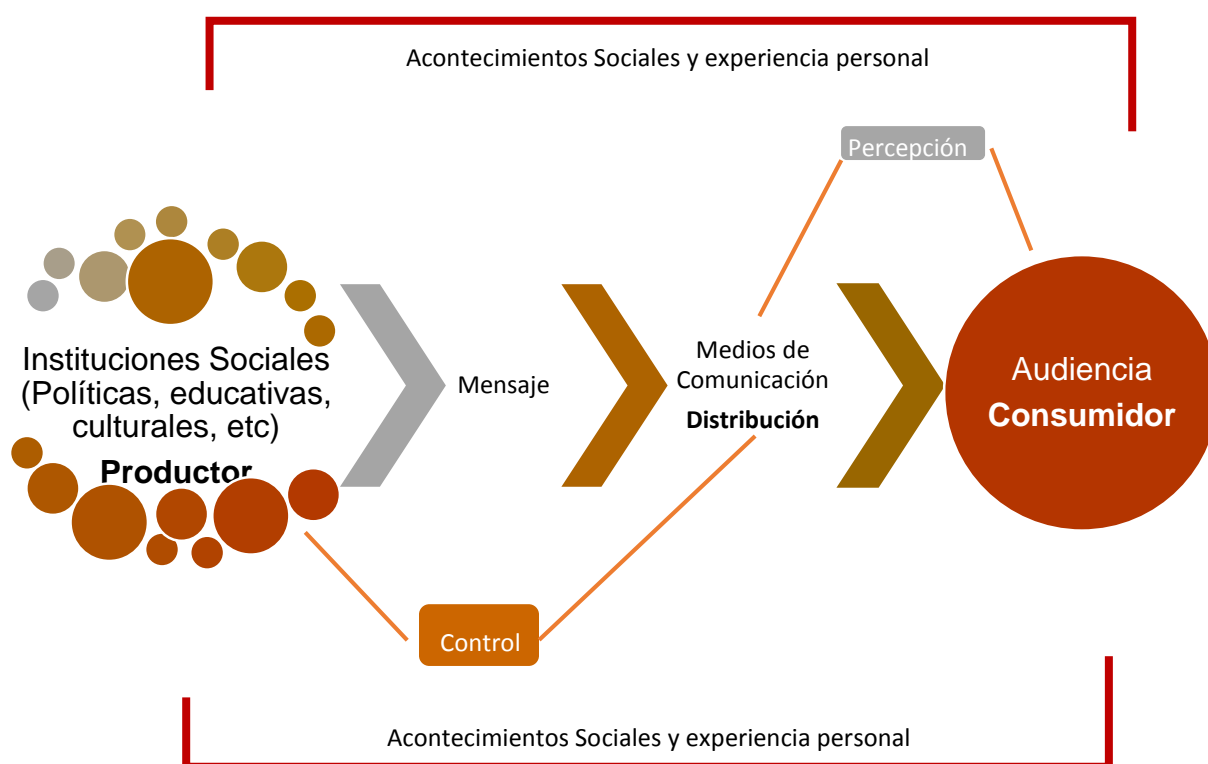 Acontecimientos Sociales y experiencia personal
Percepción
Instituciones Sociales
(Políticas, educativas,
culturales, etc)
Productor
Mensaje
Medios de
Comunicación
Distribución
Audiencia
Consumidor
Control
Acontecimientos Sociales y experiencia personal